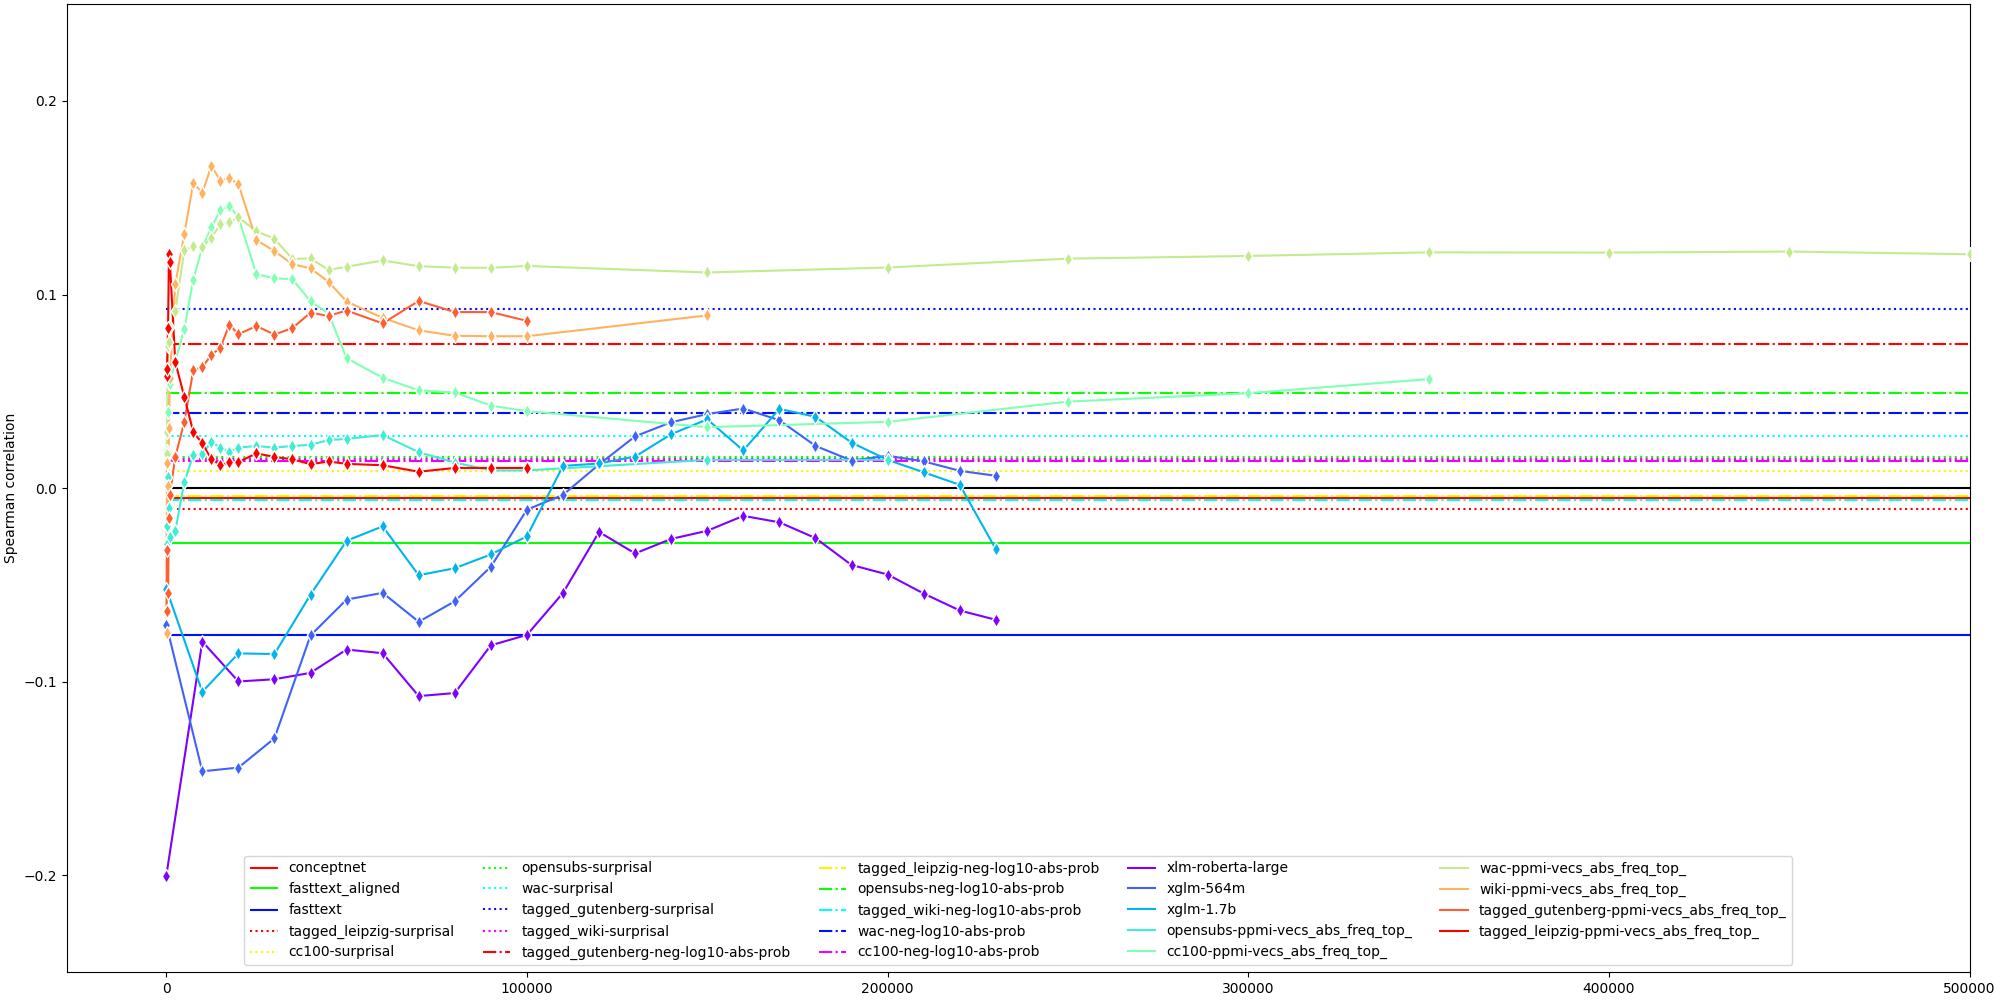 0.2
0.1
0.0
−0.1
−0.2
Spearman correlation
conceptnet
fasttext_aligned
fasttext
tagged_leipzig-surprisal
cc100-surprisal
opensubs-surprisal
wac-surprisal
tagged_gutenberg-surprisal
tagged_wiki-surprisal
tagged_gutenberg-neg-log10-abs-prob
tagged_leipzig-neg-log10-abs-prob
opensubs-neg-log10-abs-prob
tagged_wiki-neg-log10-abs-prob
wac-neg-log10-abs-prob
cc100-neg-log10-abs-prob
xlm-roberta-large
xglm-564m
xglm-1.7b
opensubs-ppmi-vecs_abs_freq_top_
cc100-ppmi-vecs_abs_freq_top_
wac-ppmi-vecs_abs_freq_top_
wiki-ppmi-vecs_abs_freq_top_
tagged_gutenberg-ppmi-vecs_abs_freq_top_
tagged_leipzig-ppmi-vecs_abs_freq_top_
0 100000 200000 300000 400000 500000